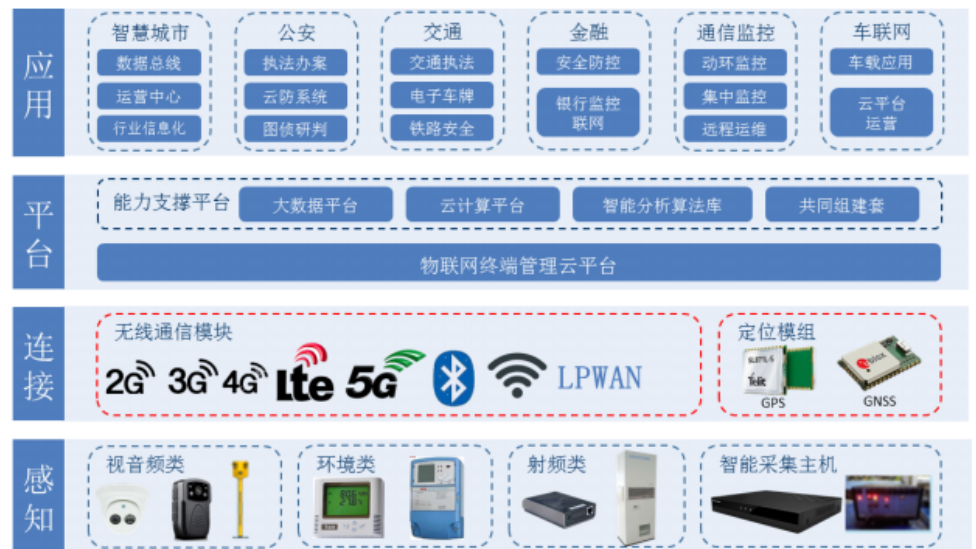 应用
智慧城市
数据总线
运营中心
行业信息化
公安
执法办案
云防系统
图侦研判
交通
交通执法
电子车牌
铁路安全
金融
安全防控
银行监控
联网
通信监控
动环监控
集中监控
远程运维
车联网
车载应用
云平台
运营
平台
能力支撑平台
大数据平台
云计算平台
智能分析算法库
共同组建套
物联网终端管理云平台
连接
无线通信模块
2G
3G
4G
Lte
5G
LPWAN
定位模组
Telit
GPS
blox
GNSS
感知
视音频类
环境类
射频类
智能采集主机